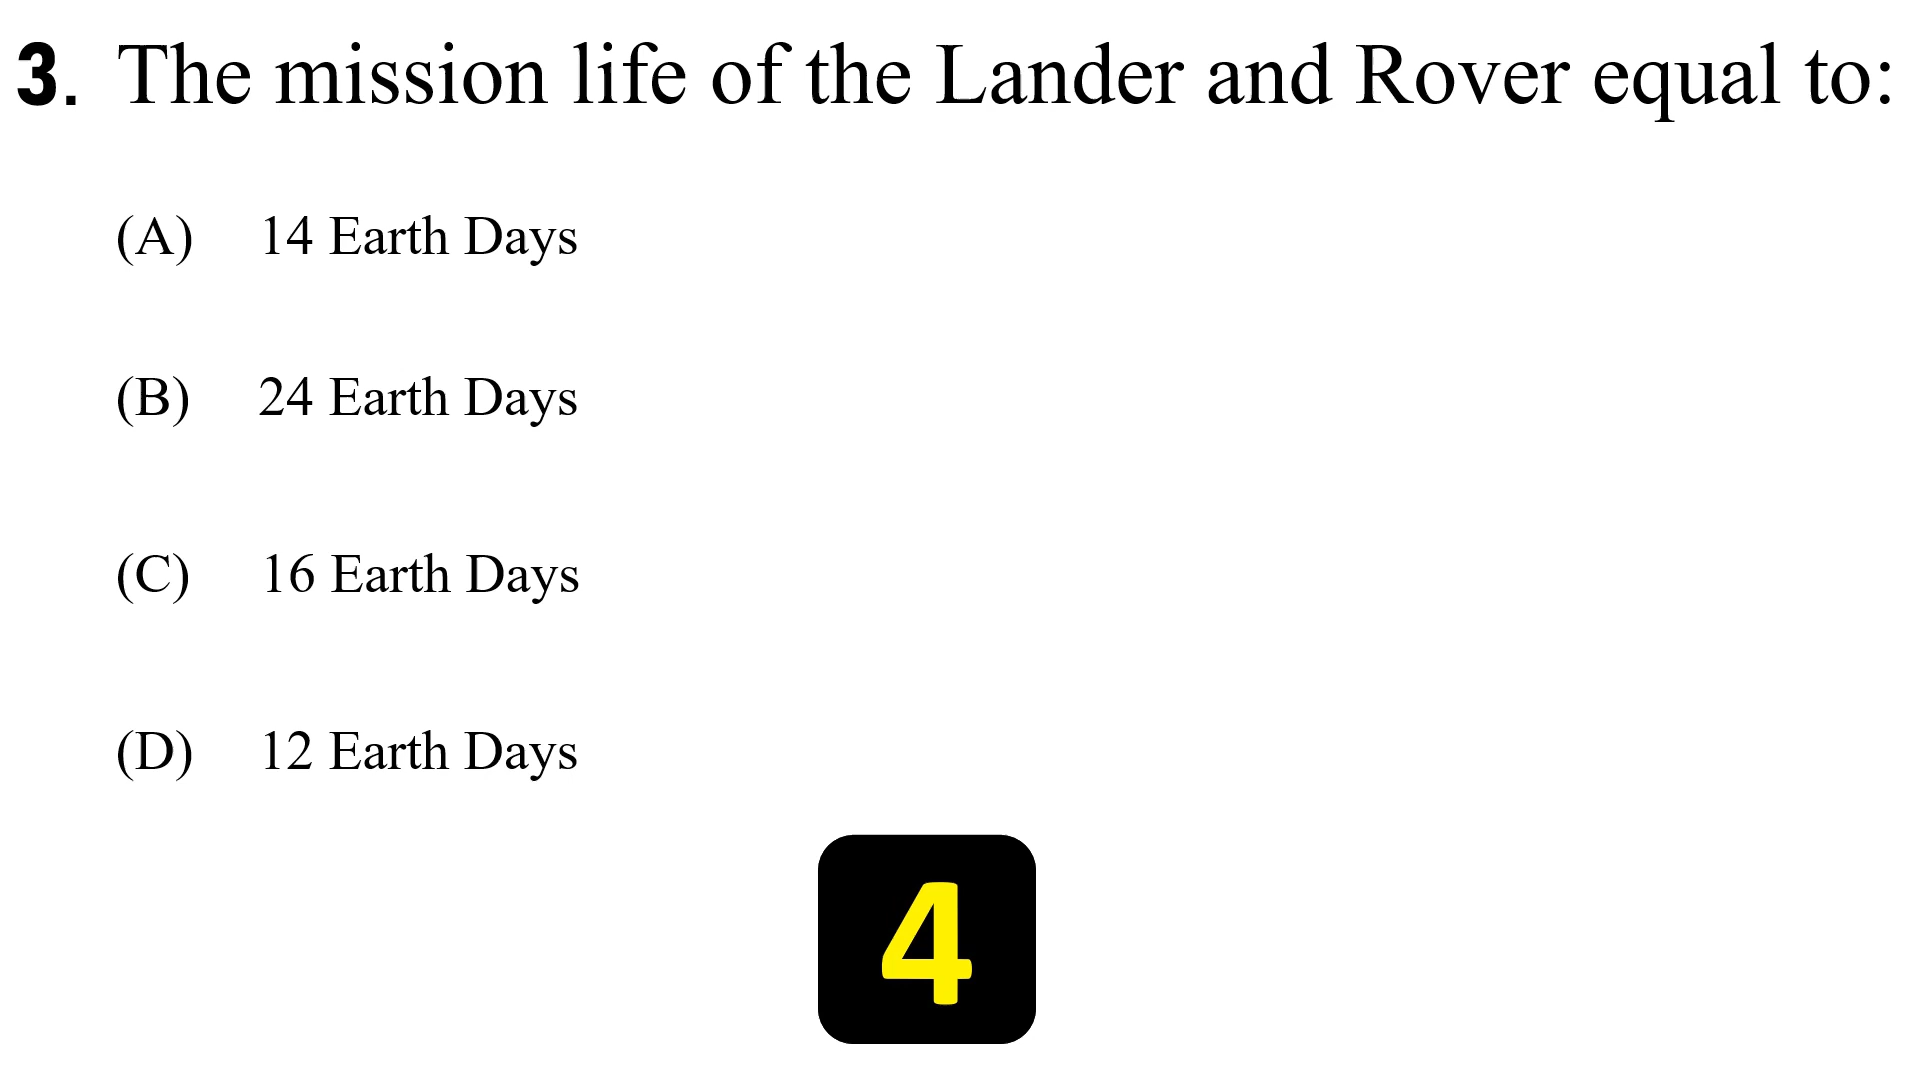 3. The mission life of the Lander and Rover equal to:
(A) 14 Earth Days
(B) 24 Earth Days
(C) 16 Earth Days
(D) 12 Earth Days
4